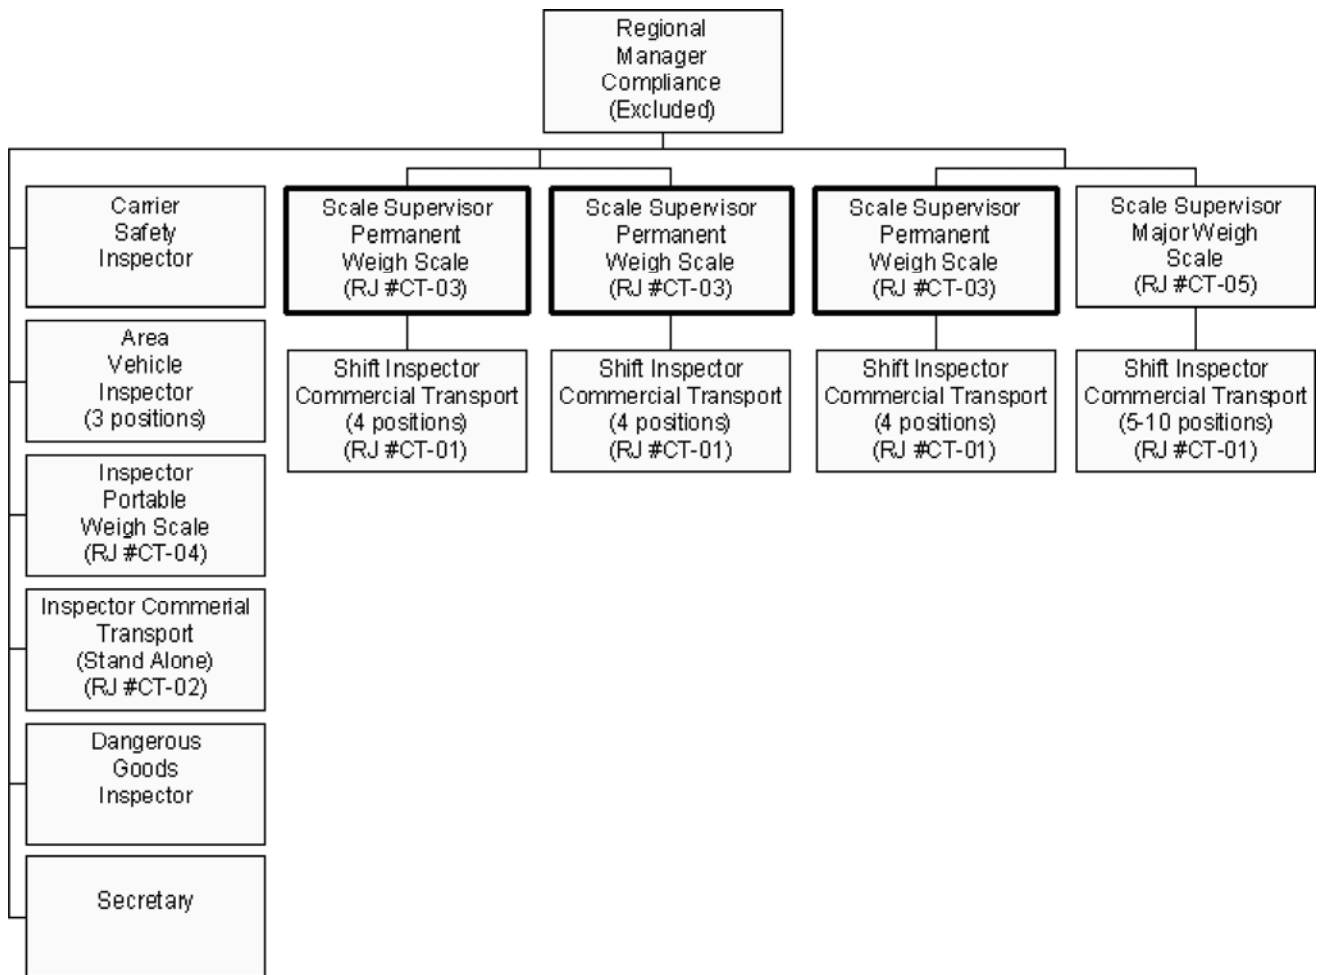 Regional
Manager
Compliance
(Excluded)
Carrier
Safety
Inspector
Area
Vehicle
Inspector
(3 positions)
Inspector
Portable
Weigh Scale
(RJ #CT-04)
Inspector Commerial
Transport
(Stand Alone)
(RJ #CT-02)
Dangerous
Goods
Inspector
Secretary
Scale Supervisor
Permanent
Weigh Scale
(RJ #CT-03)
Shift Inspector
Commercial Transport
(4 positions)
(RJ #CT-01)
Scale Supervisor
Permanent
Weigh Scale
(RJ #CT-03)
Shift Inspector
Commercial Transport
(4 positions)
(RJ #CT-01)
Scale Supervisor
Permanent
Weigh Scale
(RJ #CT-03)
Shift Inspector
Commercial Transport
(4 positions)
(RJ #CT-01)
Scale Supervisor
Major Weigh
Scale
(RJ #CT-05)
Shift Inspector
Commercial Transport
(5-10 positions)
(RJ #CT-01)